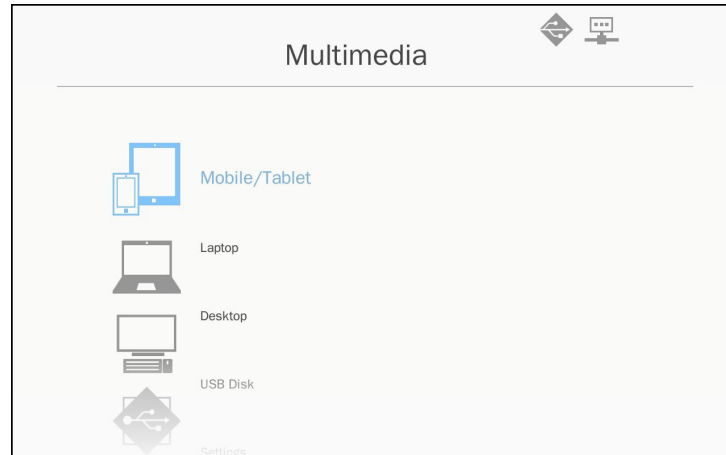 Multimedia
Mobile/Tablet
Laptop
Desktop
USB Disk
Settings